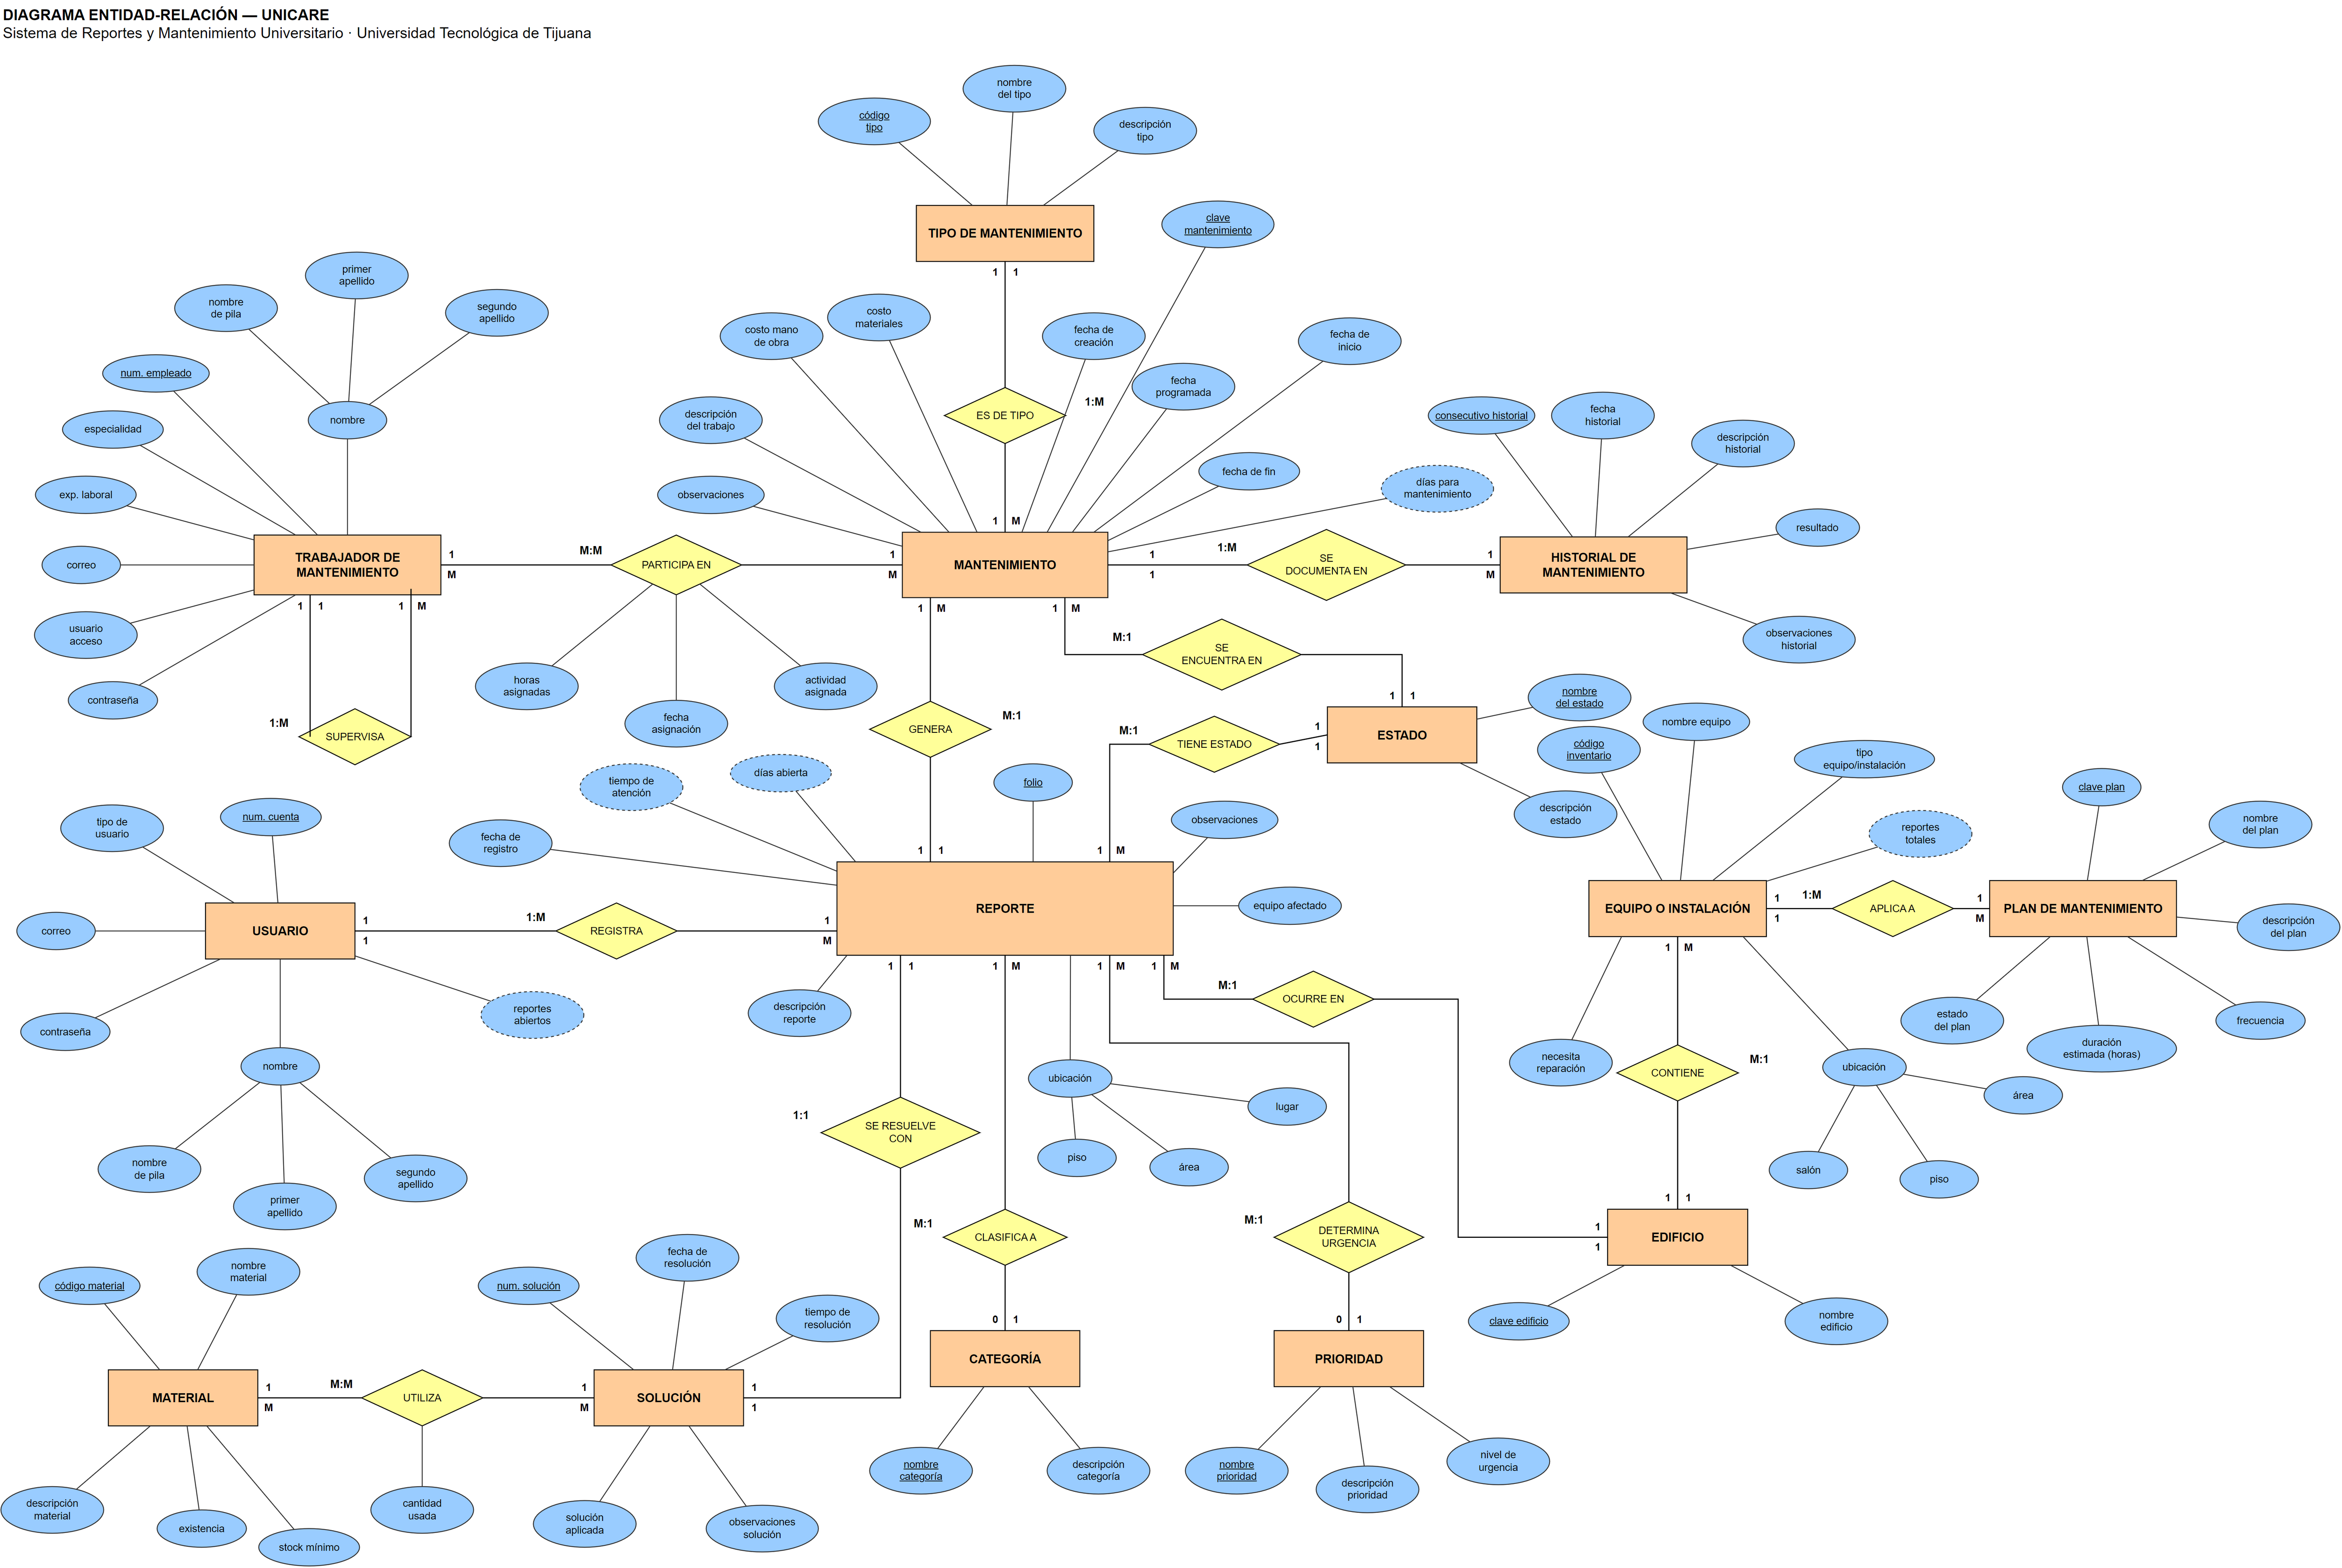 DIAGRAMA ENTIDAD-RELACIÓN — UNICARE
Sistema de Reportes y Mantenimiento Universitario · Universidad Tecnológica de Tijuana
nombre
del tipo
código
tipo
descripción
tipo
TIPO DE MANTENIMIENTO
1 1
clave
mantenimiento
primer
apellido
nombre
de pila
segundo
apellido
costo
materiales
costo mano
de obra
fecha de
creación
fecha de
inicio
num. empleado
nombre
fecha
programada
ES DE TIPO
1:M
descripción
del trabajo
especialidad
consecutivo historial
fecha
historial
descripción
historial
fecha de fin
días para
mantenimiento
observaciones
exp. laboral
1 M
resultado
TRABAJADOR DE
MANTENIMIENTO
1
M
M:M
PARTICIPA EN
1
M
MANTENIMIENTO
1
1
1:M
SE
DOCUMENTA EN
1
M
HISTORIAL DE
MANTENIMIENTO
correo
1 1
1 M
1 M
1 M
usuario
acceso
observaciones
historial
M:1
SE
ENCUENTRA EN
horas
asignadas
actividad
asignada
contraseña
fecha
asignación
1 1
nombre
del estado
1:M
SUPERVISA
GENERA
M:1
M:1
TIENE ESTADO
1
1
ESTADO
nombre equipo
código
inventario
tipo
equipo/instalación
tiempo de
atención
días abierta
folio
clave plan
descripción
estado
tipo de
usuario
num. cuenta
observaciones
nombre
del plan
reportes
totales
fecha de
registro
1 1
1 M
equipo afectado
REPORTE
EQUIPO O INSTALACIÓN
1
1
1:M
APLICA A
1
M
PLAN DE MANTENIMIENTO
descripción
del plan
correo
USUARIO
1
1
1:M
REGISTRA
1
M
1 M
1 1
1 M
1 M
1 M
M:1
OCURRE EN
descripción
reporte
reportes
abiertos
contraseña
estado
del plan
frecuencia
duración
estimada (horas)
nombre
necesita
reparación
CONTIENE
M:1
ubicación
área
ubicación
lugar
1:1
SE RESUELVE
CON
piso
área
nombre
de pila
segundo
apellido
primer
apellido
salón
piso
1 1
M:1
CLASIFICA A
M:1
DETERMINA
URGENCIA
1
1
EDIFICIO
fecha de
resolución
nombre
material
código material
num. solución
tiempo de
resolución
0 1
0 1
clave edificio
nombre
edificio
CATEGORÍA
PRIORIDAD
MATERIAL
1
M
M:M
UTILIZA
1
M
SOLUCIÓN
1
1
nombre
categoría
descripción
categoría
nombre
prioridad
descripción
prioridad
nivel de
urgencia
descripción
material
existencia
stock mínimo
cantidad
usada
solución
aplicada
observaciones
solución